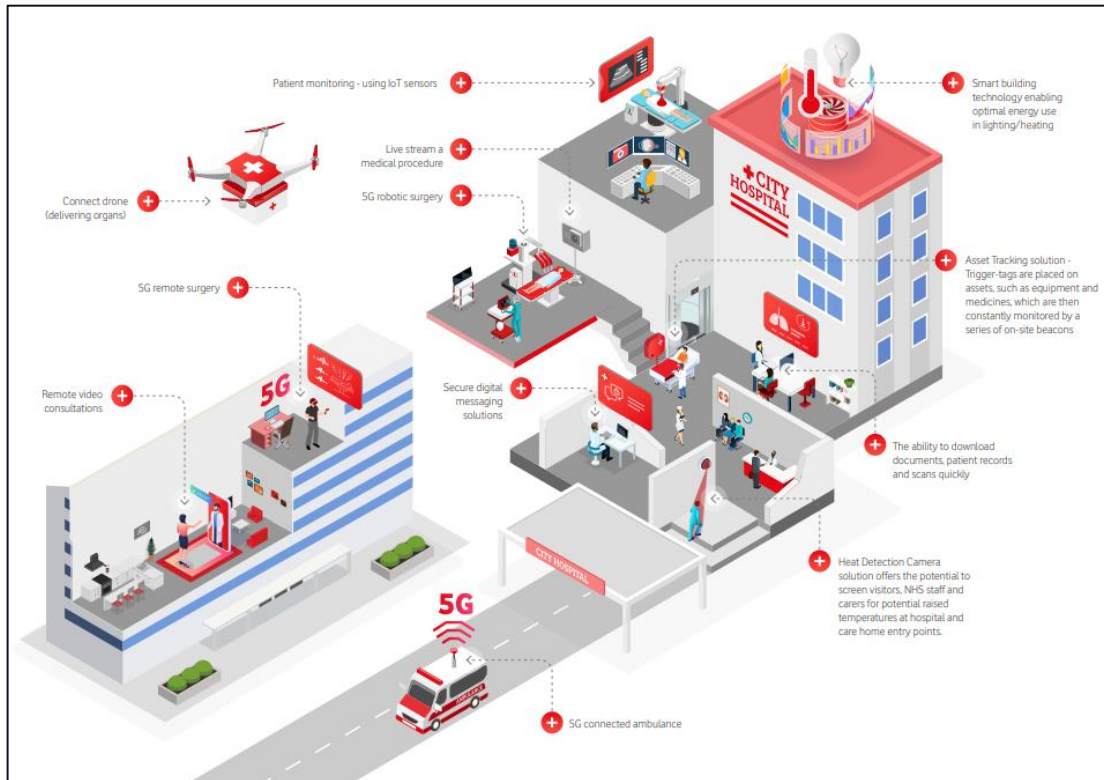 Patient monitoring - using IoT sensors
Smart building
technology enabling
optimal energy use
in lighting/heating
Live stream a
medical procedure
5G robotic surgery
Connect drone
(delivering organs)
CITY
HOSPITAL
Asset Tracking solution -
Trigger-tags are placed on
assets, such as equipment and
medicines, which are then
constantly monitored by a
series of on-site beacons
5G remote surgery
5G
Remote video
consultations
Secure digital
messaging
solutions
The ability to download
documents, patient records
and scans quickly
CITY HOSPITAL
Heat Detection Camera
solution offers the potential to
screen visitors, NHS staff and
carers for potential raised
temperatures at hospital and
care home entry points.
5G
AMBULANCE
5G connected ambulance